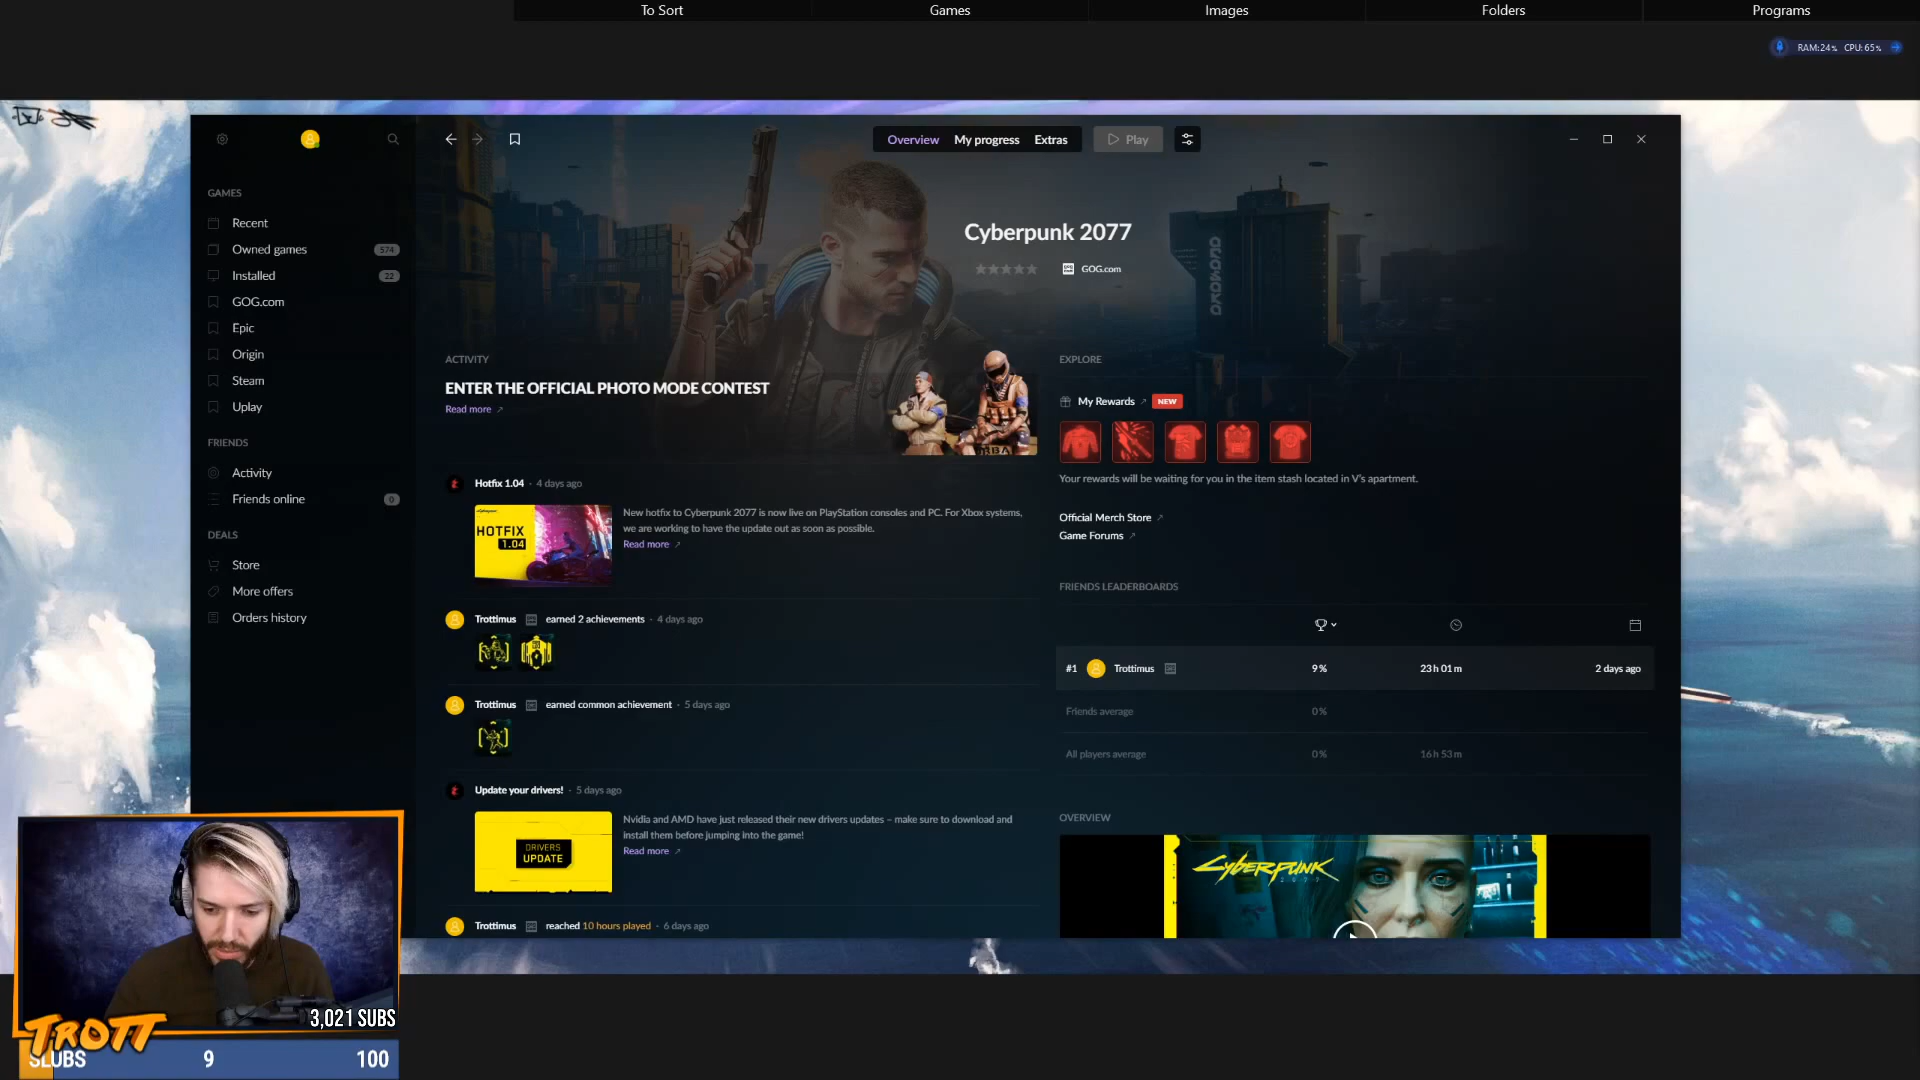 To Sort
Games
Images
Folders
Programs
RAM:24% CPU:65%
Overview
My progress
Extras
Play
GAMES
Recent
Owned games
574
Installed
22
GOG.com
Epic
Origin
Steam
Uplay
FRIENDS
Activity
Friends online
0
DEALS
Store
More offers
Orders history
Cyberpunk 2077
GOG.com
ACTIVITY
ENTER THE OFFICIAL PHOTO MODE CONTEST
Read more
Hotfix 1.04 · 4 days ago
HOTFIX
1.04
New hotfix to Cyberpunk 2077 is now live on PlayStation consoles and PC. For Xbox systems,
we are working to have the update out as soon as possible.
Read more
Trottimus earned 2 achievements · 4 days ago
Trottimus earned common achievement · 5 days ago
Update your drivers! · 5 days ago
DRIVERS
UPDATE
Nvidia and AMD have just released their new drivers updates – make sure to download and
install them before jumping into the game!
Read more
Trottimus reached 10 hours played · 6 days ago
EXPLORE
My Rewards NEW
Your rewards will be waiting for you in the item stash located in V's apartment.
Official Merch Store
Game Forums
FRIENDS LEADERBOARDS
#1 Trottimus 9% 23 h 01 m 2 days ago
Friends average 0%
All players average 0% 16 h 53 m
OVERVIEW
CYBERPUNK
2077
3,021 SUBS
TROTT
SLUBS 9 100